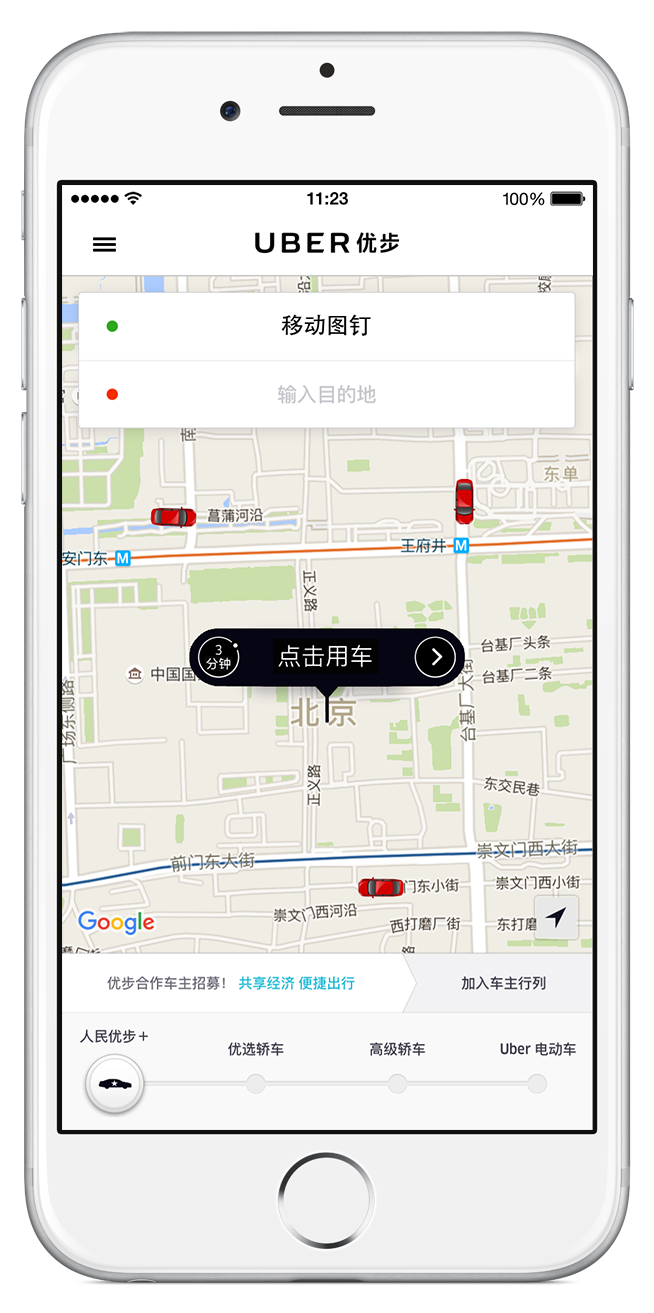 11:23
100%
UBER优步
移动图钉
输入目的地
南
东单
菖蒲河沿
王府井 M
安门东 M
正义路
3
分钟
点击用车
台基厂头条
中国国
台基厂二条
北京
台基厂大街
广场东侧路
正义路
东交民巷
前门东大街
崇文门西大街
门东小街
崇文门西小街
崇文门西河沿
Google
西打磨厂街
东打磨
优步合作车主招募! 共享经济 便捷出行
加入车主行列
人民优步+
优选轿车
高级轿车
Uber 电动车